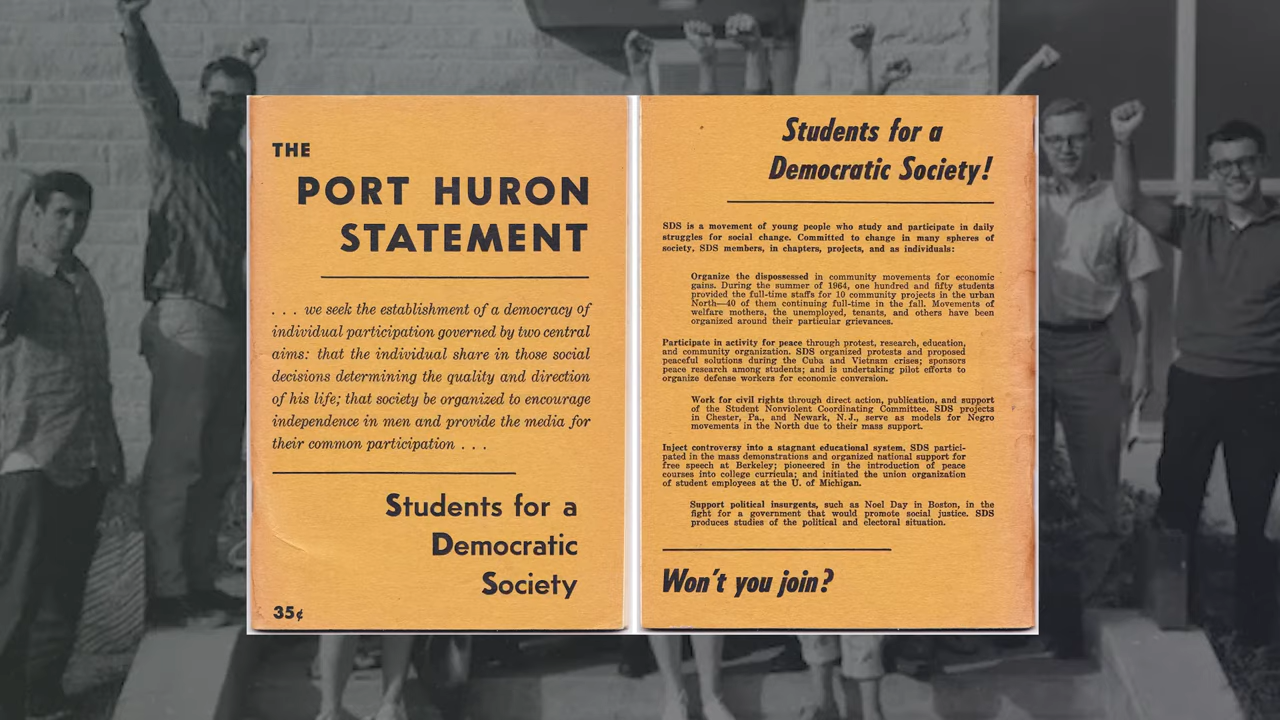 THE
PORT HURON
STATEMENT
. . . we seek the establishment of a democracy of
individual participation governed by two central
aims: that the individual share in those social
decisions determining the quality and direction
of his life; that society be organized to encourage
independence in men and provide the media for
their common participation . . .
Students for a
Democratic
Society
35¢
Students for a
Democratic Society!
SDS is a movement of young people who study and participate in daily
struggles for social change. Committed to change in many spheres of
society, SDS members, in chapters, projects, and as individuals:
Organize the dispossessed in community movements for economic
gains. During the summer of 1964, one hundred and fifty students
provided the full-time staffs for 10 community projects in the urban
North—40 of them continuing full-time in the fall. Movements of
welfare mothers, the unemployed, tenants, and others have been
organized around their particular grievances.
Participate in activity for peace through protest, research, education,
and community organization. SDS organized protests and proposed
peaceful solutions during the Cuba and Vietnam crises; sponsors
peace research among students; and is undertaking pilot efforts to
organize defense workers for economic conversion.
Work for civil rights through direct action, publication, and support
of the Student Nonviolent Coordinating Committee. SDS projects
in Chester, Pa., and Newark, N.J., serve as models for Negro
movements in the North due to their mass support.
Inject controversy into a stagnant educational system. SDS partici-
pated in the mass demonstrations and organized national support for
free speech at Berkeley; pioneered in the introduction of peace
courses into college curricula; and initiated the union organization
of student employees at the U. of Michigan.
Support political insurgents, such as Noel Day in Boston, in the
fight for a government that would promote social justice. SDS
produces studies of the political and electoral situation.
Won't you join?